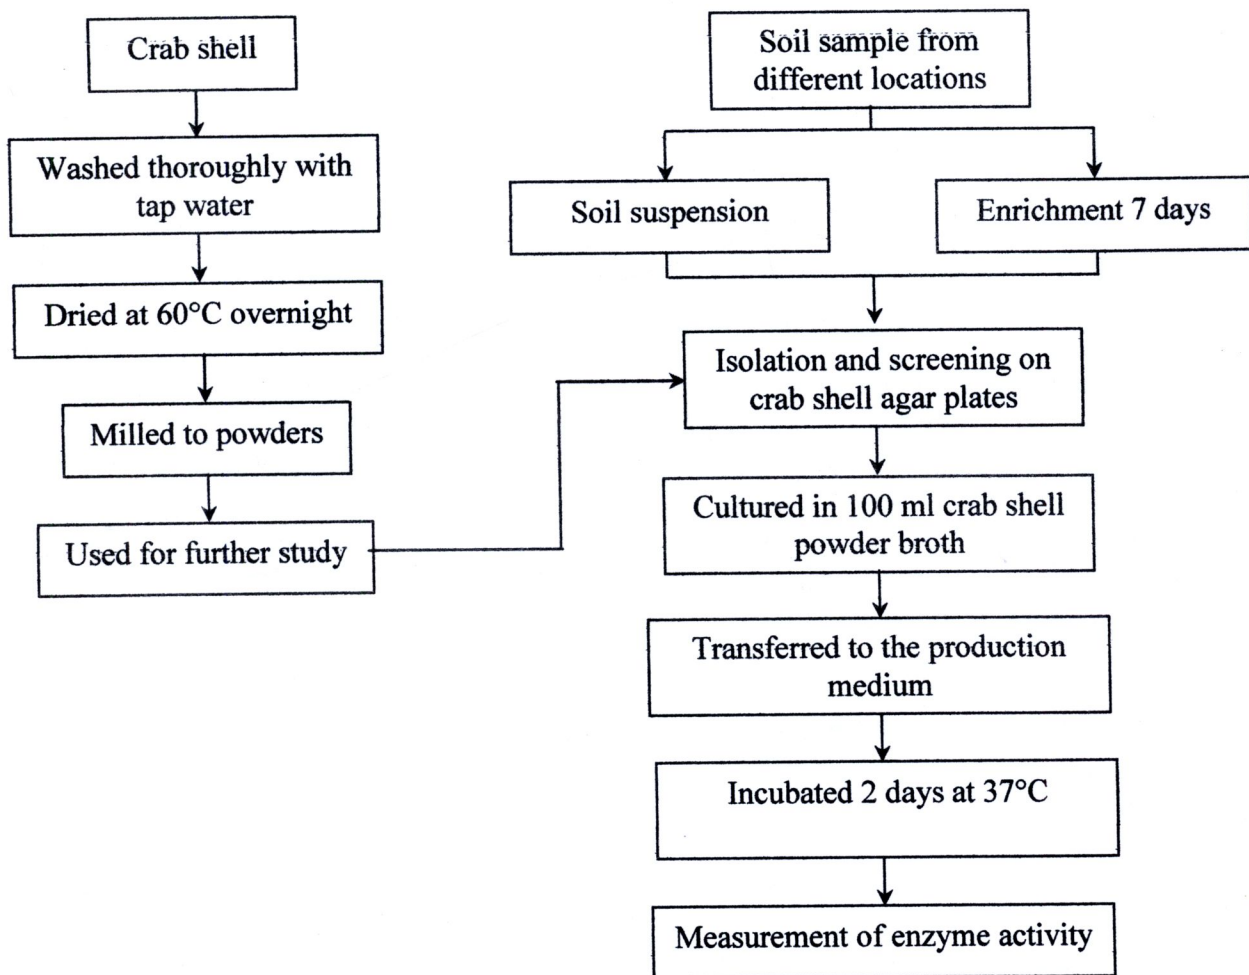 Crab shell
Washed thoroughly with
tap water
Dried at 60°C overnight
Milled to powders
Used for further study
Soil sample from
different locations
Soil suspension
Enrichment 7 days
Isolation and screening on
crab shell agar plates
Cultured in 100 ml crab shell
powder broth
Transferred to the production
medium
Incubated 2 days at 37°C
Measurement of enzyme activity